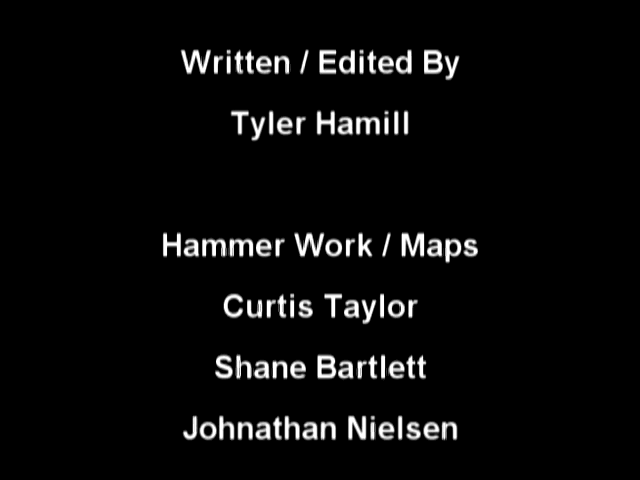 Written / Edited By
Tyler Hamill
Hammer Work / Maps
Curtis Taylor
Shane Bartlett
Johnathan Nielsen